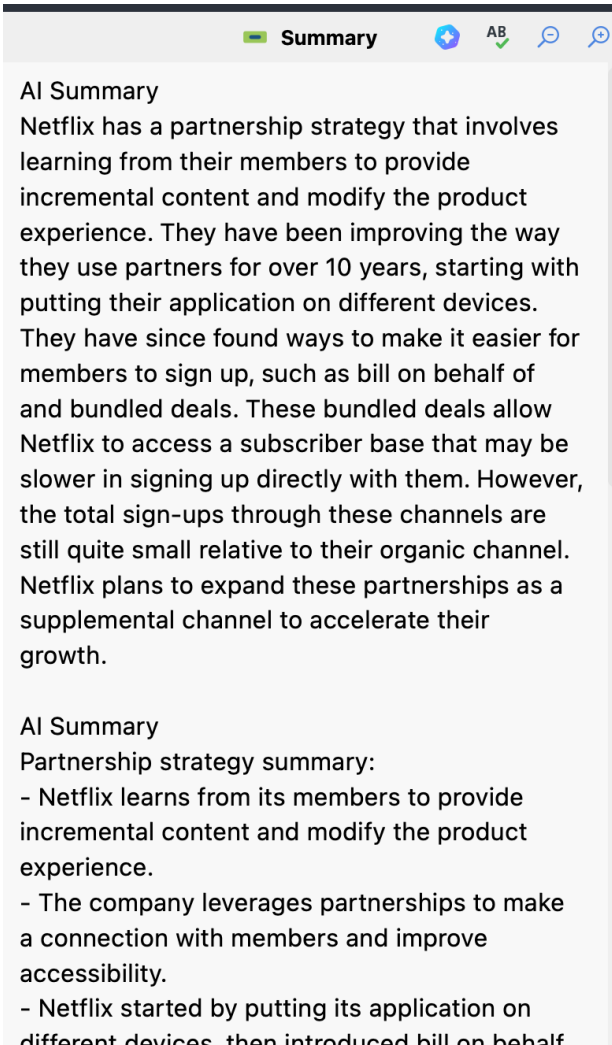 Summary
AB
AI Summary
Netflix has a partnership strategy that involves
learning from their members to provide
incremental content and modify the product
experience. They have been improving the way
they use partners for over 10 years, starting with
putting their application on different devices.
They have since found ways to make it easier for
members to sign up, such as bill on behalf of
and bundled deals. These bundled deals allow
Netflix to access a subscriber base that may be
slower in signing up directly with them. However,
the total sign-ups through these channels are
still quite small relative to their organic channel.
Netflix plans to expand these partnerships as a
supplemental channel to accelerate their
growth.
AI Summary
Partnership strategy summary:
- Netflix learns from its members to provide
incremental content and modify the product
experience.
- The company leverages partnerships to make
a connection with members and improve
accessibility.
- Netflix started by putting its application on
different devices, then introduced bill on behalf